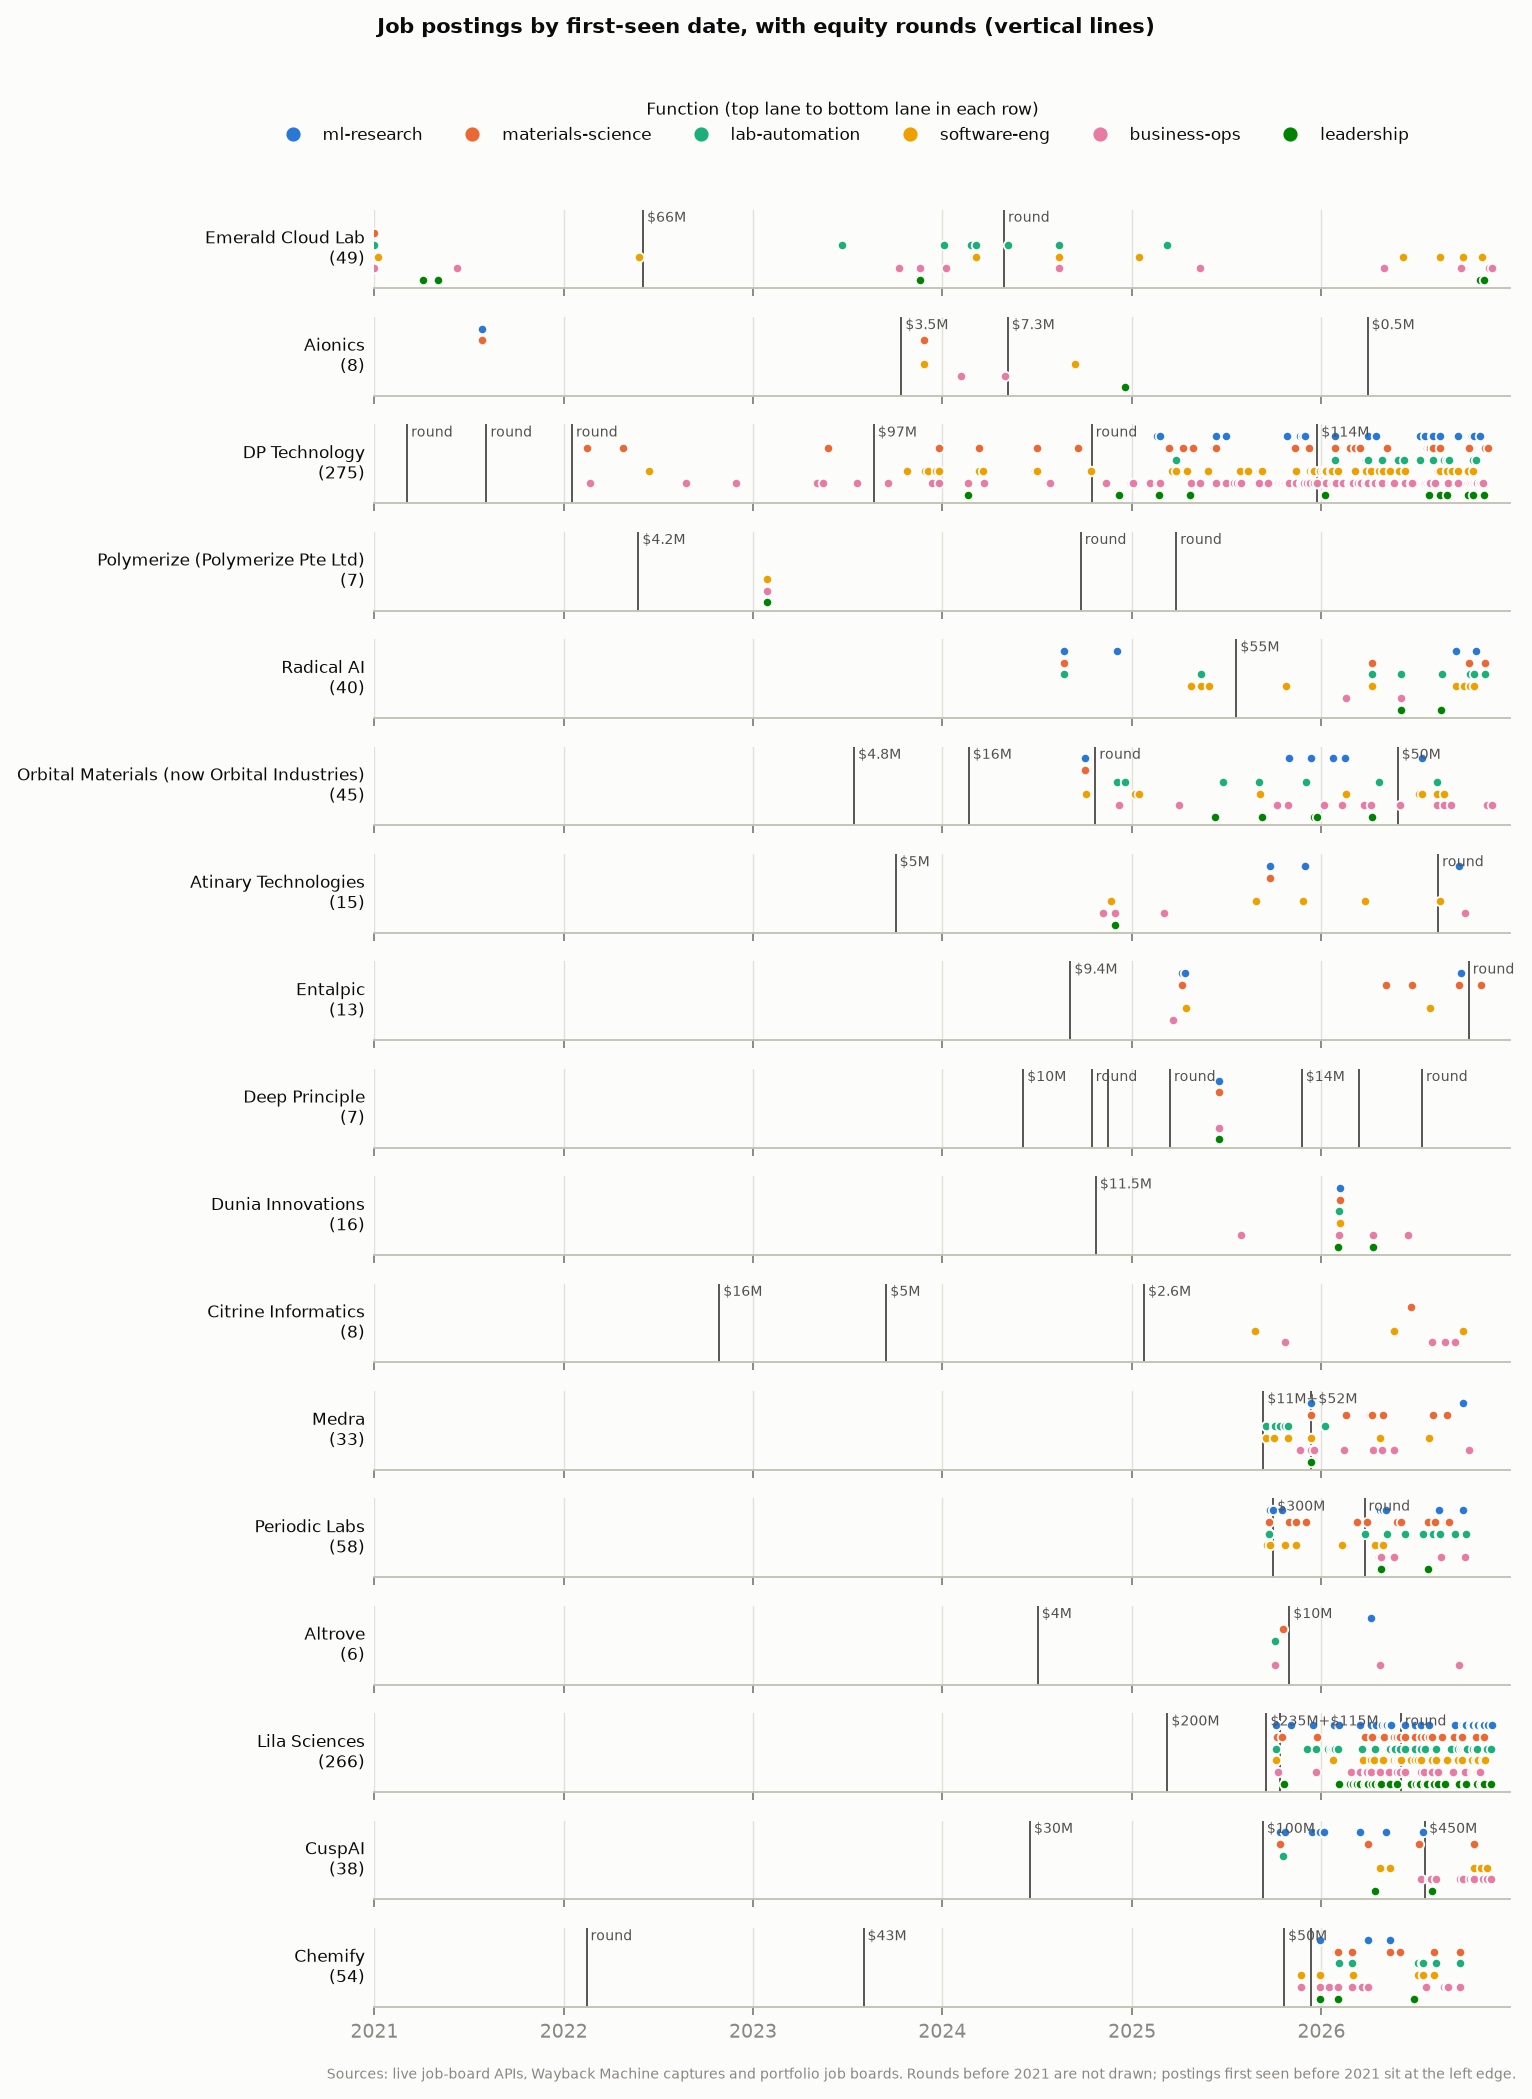 Job postings by first-seen date, with equity rounds (vertical lines)
Function (top lane to bottom lane in each row)
ml-research materials-science lab-automation software-eng business-ops leadership
Emerald Cloud Lab
(49)
$66M round
Aionics
(8)
$3.5M $7.3M $0.5M
DP Technology
(275)
round round round $97M round $114M
Polymerize (Polymerize Pte Ltd)
(7)
$4.2M round round
Radical AI
(40)
$55M
Orbital Materials (now Orbital Industries)
(45)
$4.8M $16M round $50M
Atinary Technologies
(15)
$5M round
Entalpic
(13)
$9.4M round
Deep Principle
(7)
$10M round round $14M round
Dunia Innovations
(16)
$11.5M
Citrine Informatics
(8)
$16M $5M $2.6M
Medra
(33)
$11M+$52M
Periodic Labs
(58)
$300M round
Altrove
(6)
$4M $10M
Lila Sciences
(266)
$200M $235M+$115M round
CuspAI
(38)
$30M $100M $450M
Chemify
(54)
round $43M $50M
2021 2022 2023 2024 2025 2026
Sources: live job-board APIs, Wayback Machine captures and portfolio job boards. Rounds before 2021 are not drawn; postings first seen before 2021 sit at the left edge.